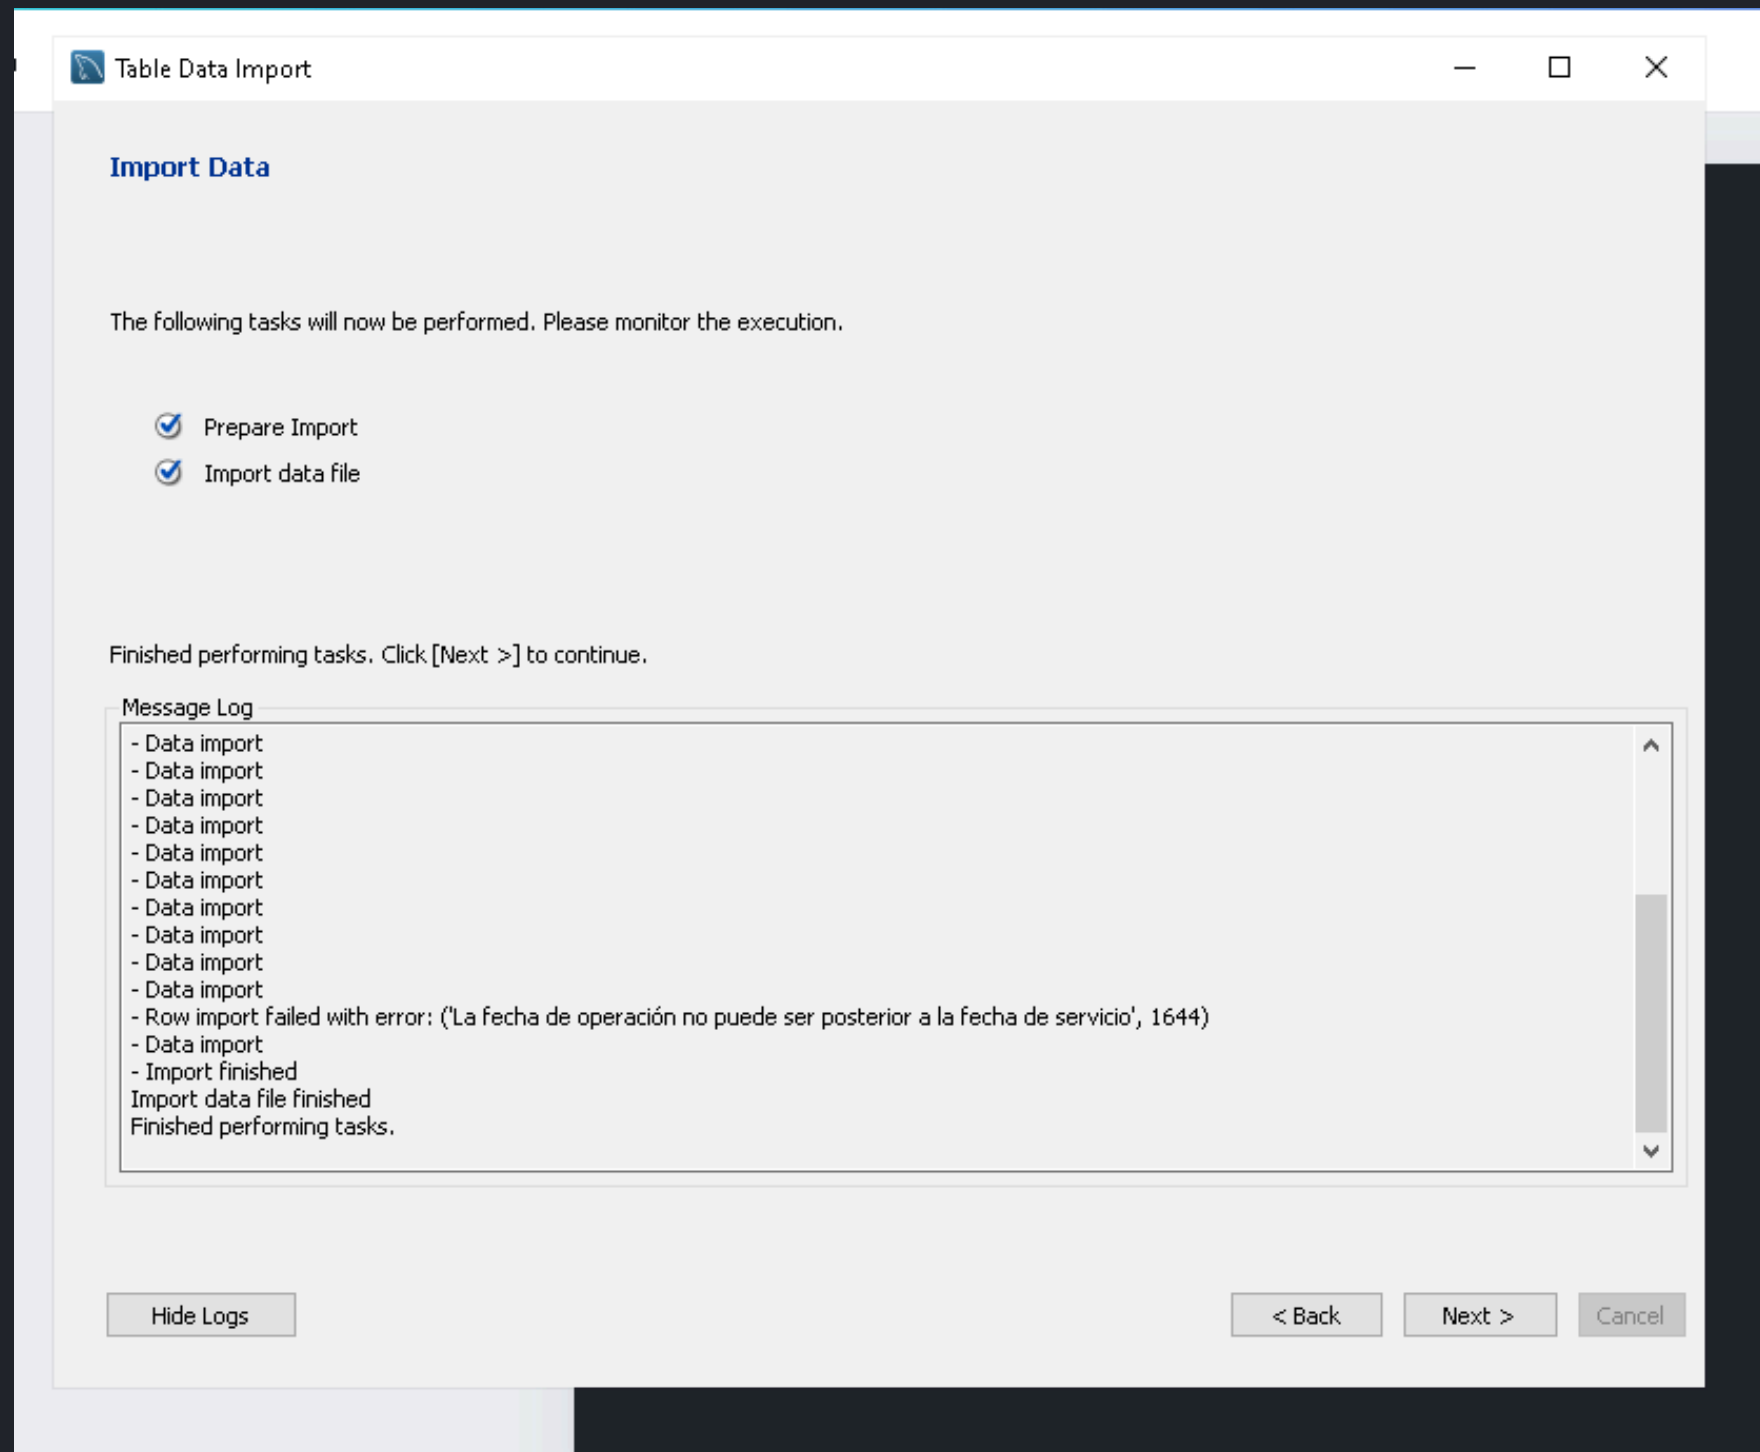 Table Data Import
Import Data
The following tasks will now be performed. Please monitor the execution.
Prepare Import
Import data file
Finished performing tasks. Click [Next >] to continue.
Message Log
- Data import
- Data import
- Data import
- Data import
- Data import
- Data import
- Data import
- Data import
- Data import
- Data import
- Row import failed with error: ('La fecha de operación no puede ser posterior a la fecha de servicio', 1644)
- Data import
- Import finished
Import data file finished
Finished performing tasks.
Hide Logs
< Back
Next >
Cancel